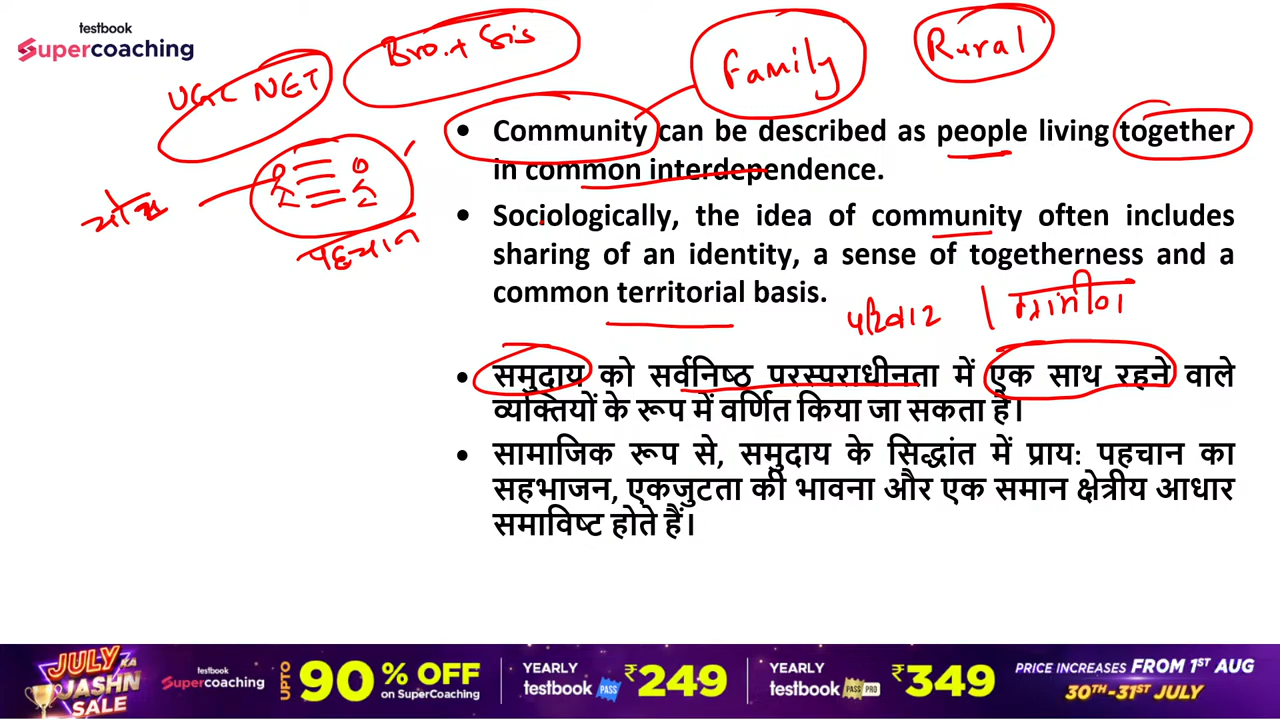 testbook
Supercoaching
UGC NET
Bro. + Sis
Family
Rural
• Community can be described as people living together
in common interdependence.
• Sociologically, the idea of community often includes
sharing of an identity, a sense of togetherness and a
common territorial basis.
पहचान
परिवार
ग्रामीण
• समुदाय को सर्वनिष्ठ परस्पराधीनता में एक साथ रहने वाले
व्यक्तियों के रूप में वर्णित किया जा सकता है।
• सामाजिक रूप से, समुदाय के सिद्धांत में प्राय: पहचान का
सहभाजन, एकजुटता की भावना और एक समान क्षेत्रीय आधार
समाविष्ट होते हैं।
JULY KA
JASHN
SALE
testbook
Supercoaching
UPTO
90% OFF
on SuperCoaching
YEARLY
testbook PASS
₹249
YEARLY
testbook PASS PRO
₹349
PRICE INCREASES FROM 1ST AUG
30TH-31ST JULY